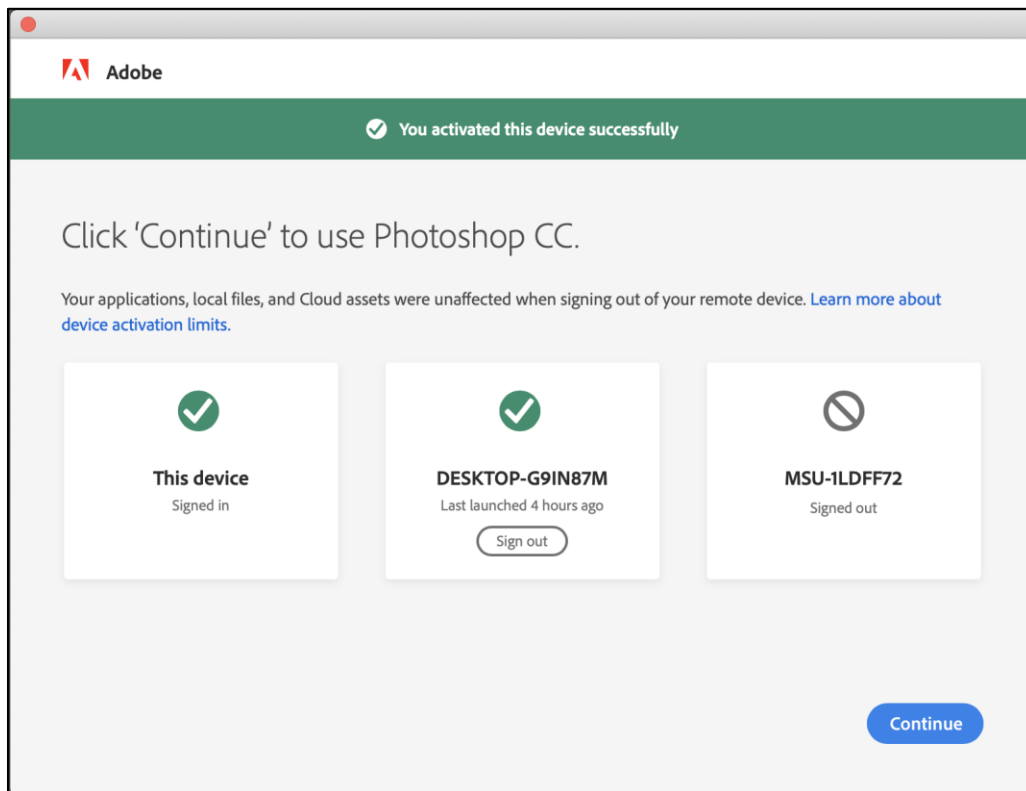 Adobe
You activated this device successfully
Click 'Continue' to use Photoshop CC.
Your applications, local files, and Cloud assets were unaffected when signing out of your remote device. Learn more about
device activation limits.
This device
Signed in
DESKTOP-G9IN87M
Last launched 4 hours ago
Sign out
MSU-1LDFF72
Signed out
Continue